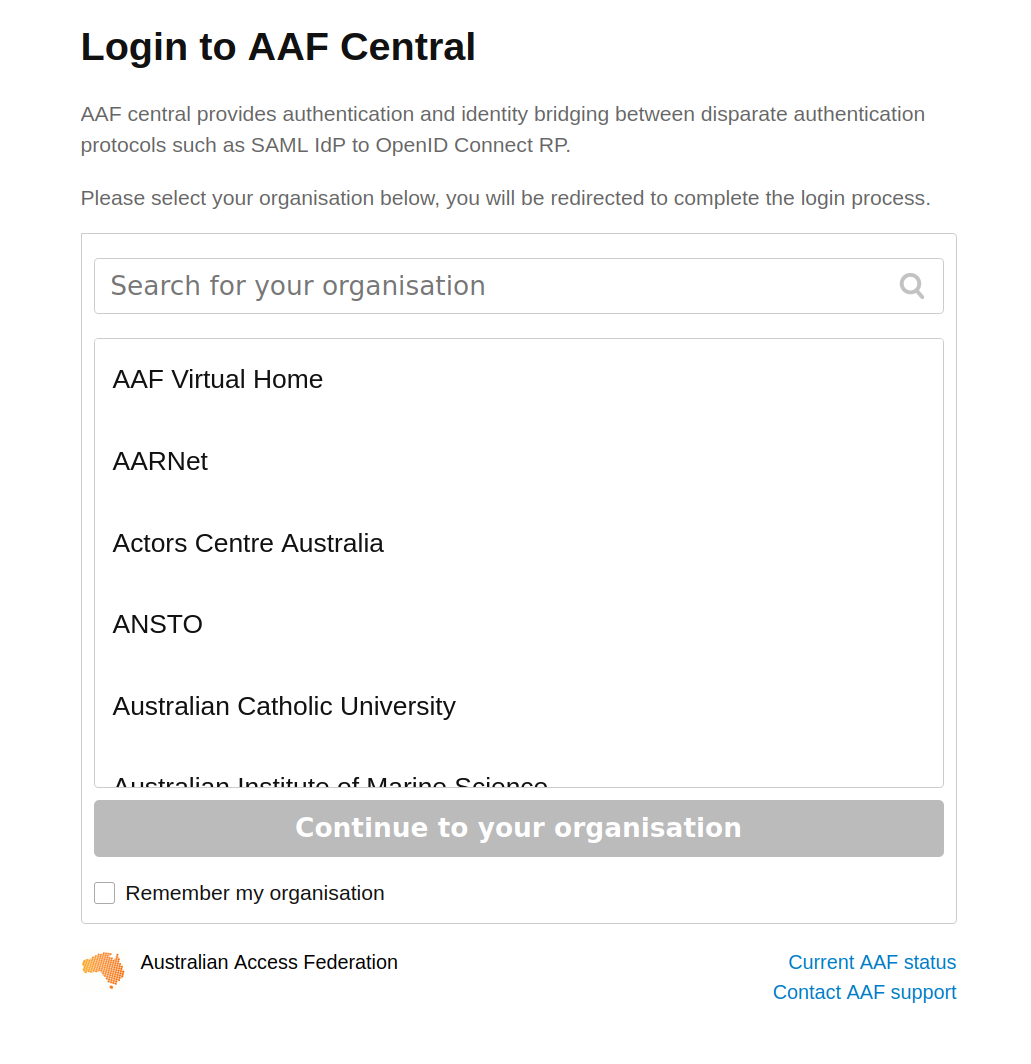 Login to AAF Central
AAF central provides authentication and identity bridging between disparate authentication
protocols such as SAML IdP to OpenID Connect RP.
Please select your organisation below, you will be redirected to complete the login process.
Search for your organisation
AAF Virtual Home
AARNet
Actors Centre Australia
ANSTO
Australian Catholic University
Australian Institute of Marine Science
Continue to your organisation
Remember my organisation
Australian Access Federation
Current AAF status
Contact AAF support